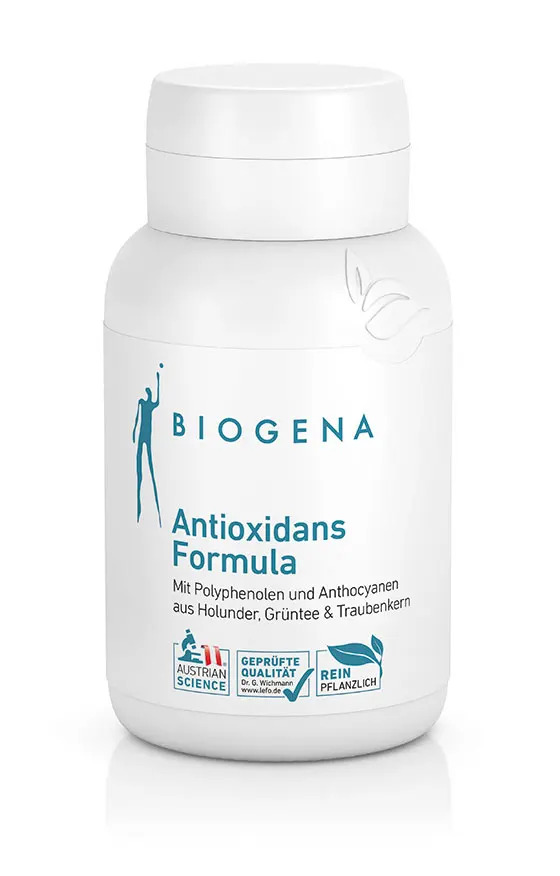 BIOGENA
Antioxidans
Formula
Mit Polyphenolen und Anthocyanen
aus Holunder, Grüntee & Traubenkern
AUSTRIAN
SCIENCE
GEPRÜFTE
QUALITÄT
Dr. G. Wichmann
www.lefo.de
REIN
PFLANZLICH